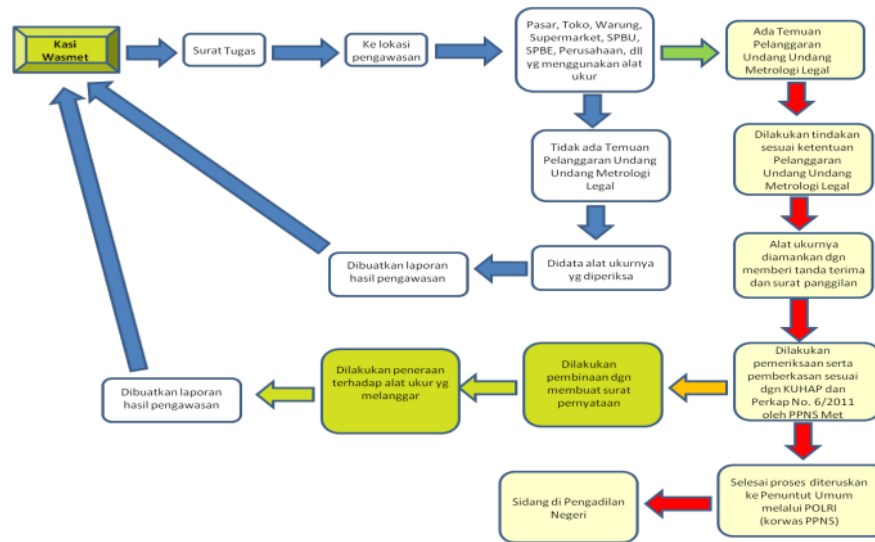 Kasi
Wasmet
Surat Tugas
Ke lokasi
pengawasan
Pasar, Toko, Warung,
Supermarket, SPBU,
SPBE, Perusahaan, dll
yg menggunakan alat
ukur
Ada Temuan
Pelanggaran
Undang Undang
Metrologi Legal
Tidak ada Temuan
Pelanggaran Undang
Undang Metrologi
Legal
Dilakukan tindakan
sesuai ketentuan
Pelanggaran
Undang Undang
Metrologi Legal
Dibuatkan laporan
hasil pengawasan
Didata alat ukurnya
yg diperiksa
Alat ukurnya
diamankan dgn
memberi tanda terima
dan surat panggilan
Dibuatkan laporan
hasil pengawasan
Dilakukan peneraan
terhadap alat ukur yg
melanggar
Dilakukan
pembinaan dgn
membuat surat
pernyataan
Dilakukan
pemeriksaan serta
pemberkasan sesuai
dgn KUHAP dan
Perkap No. 6/2011
oleh PPNS Met
Sidang di Pengadilan
Negeri
Selesai proses diteruskan
ke Penuntut Umum
melalui POLRI
(korwas PPNS)